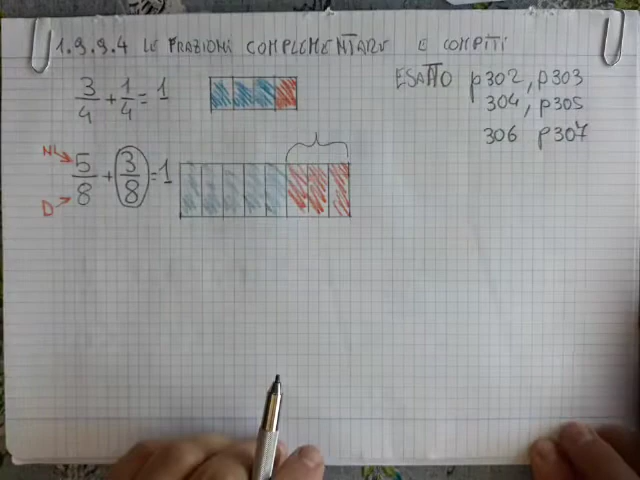 1.9.9.4 LE FRAZIONI COMPLEMENTARI E COMPITI
3/4 + 1/4 = 1
ESATTO p302, p303
304, p305
306 p307
N
5/8 + 3/8 = 1
D